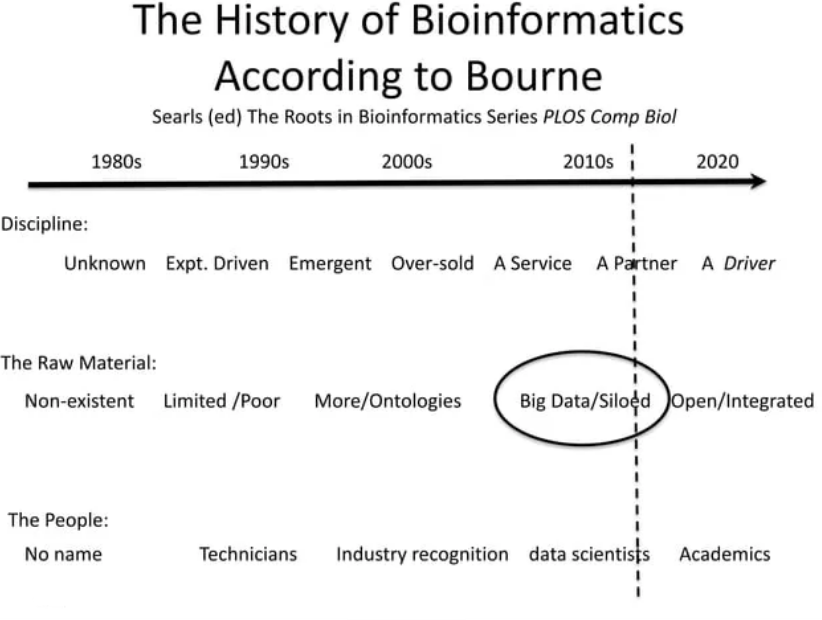 The History of Bioinformatics
According to Bourne
Searls (ed) The Roots in Bioinformatics Series PLOS Comp Biol
1980s 1990s 2000s 2010s 2020
Discipline:
Unknown Expt. Driven Emergent Over-sold A Service A Partner A Driver
The Raw Material:
Non-existent Limited /Poor More/Ontologies Big Data/Siloed Open/Integrated
The People:
No name Technicians Industry recognition data scientists Academics